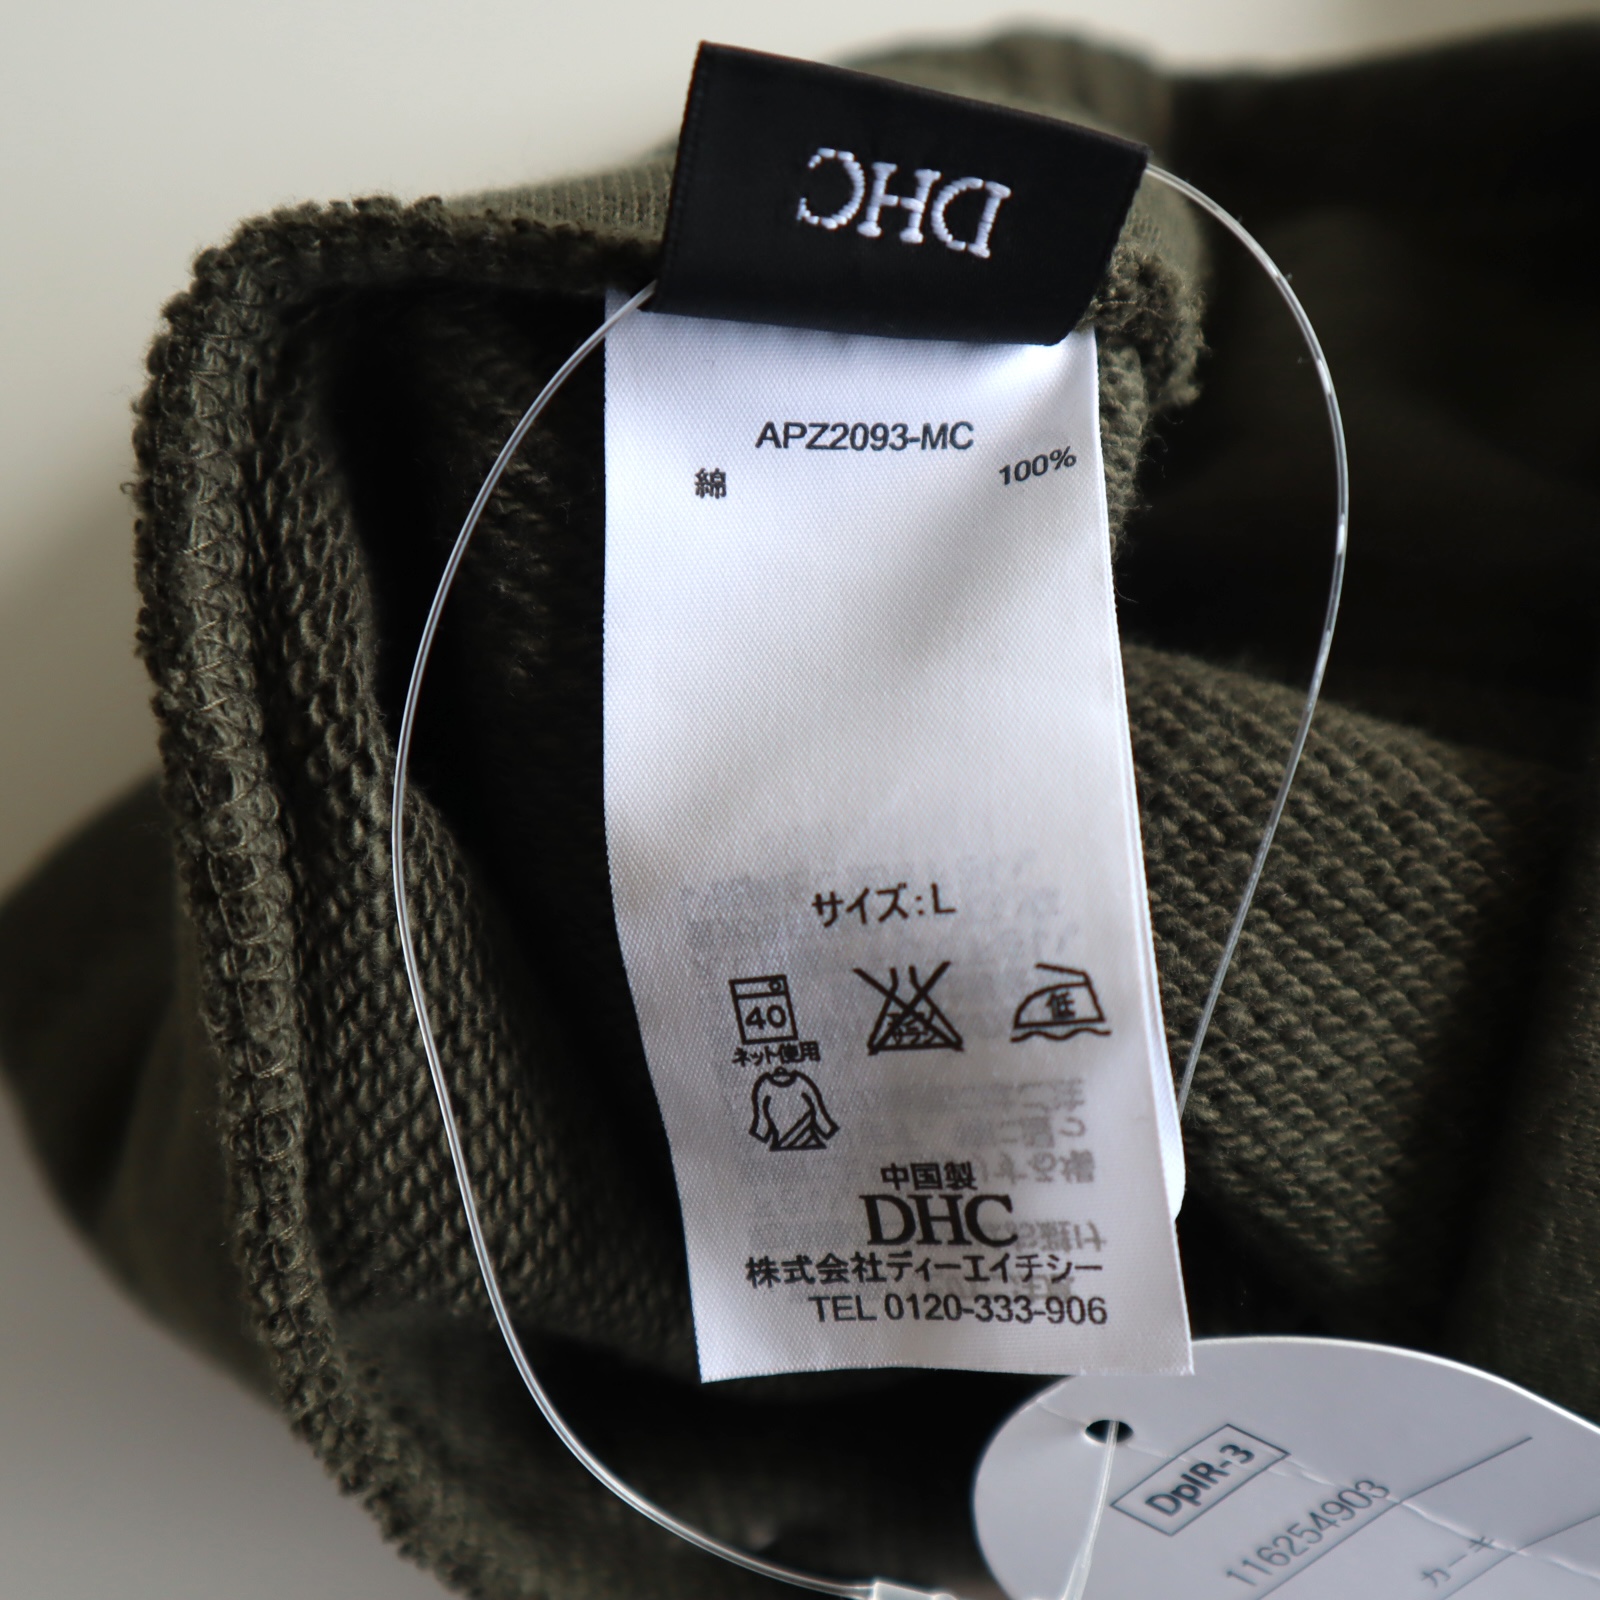 DHC
APZ2093-MC
綿 100%
サイズ:L
40
低
ネット使用
中国製
DHC
株式会社ディーエイチシー
TEL 0120-333-906
DpIR-3
116254903
カーキ